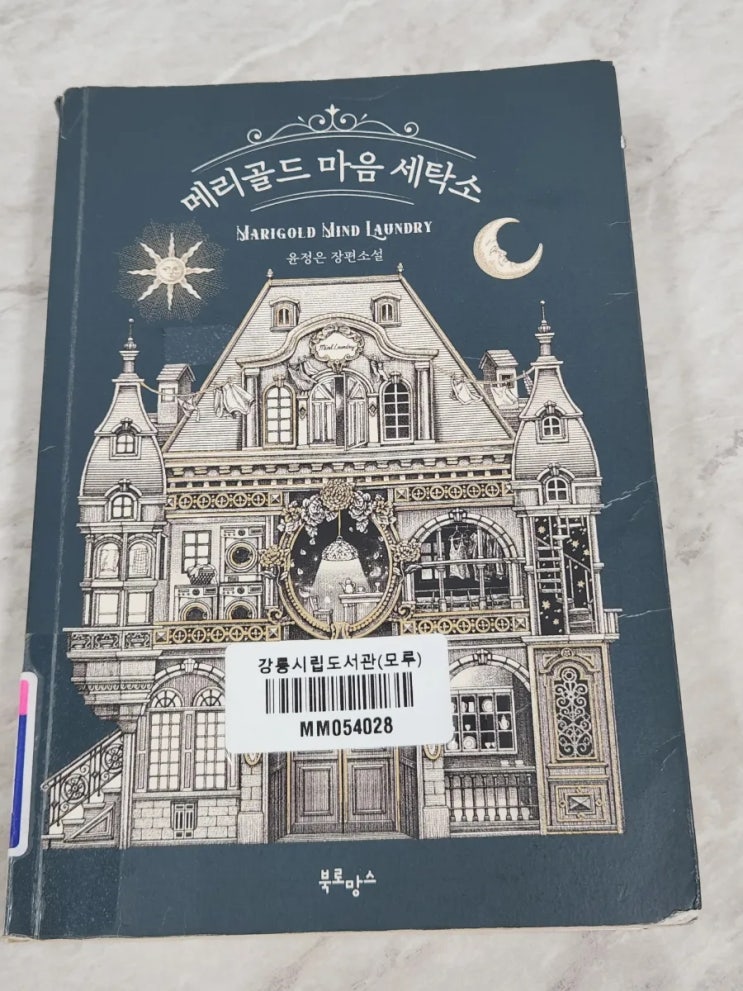 메리골드 마음 세탁소
MARIGOLD MIND LAUNDRY
윤정은 장편소설
Mind Laundry
강릉시립도서관(모루)
MM054028
북로망스